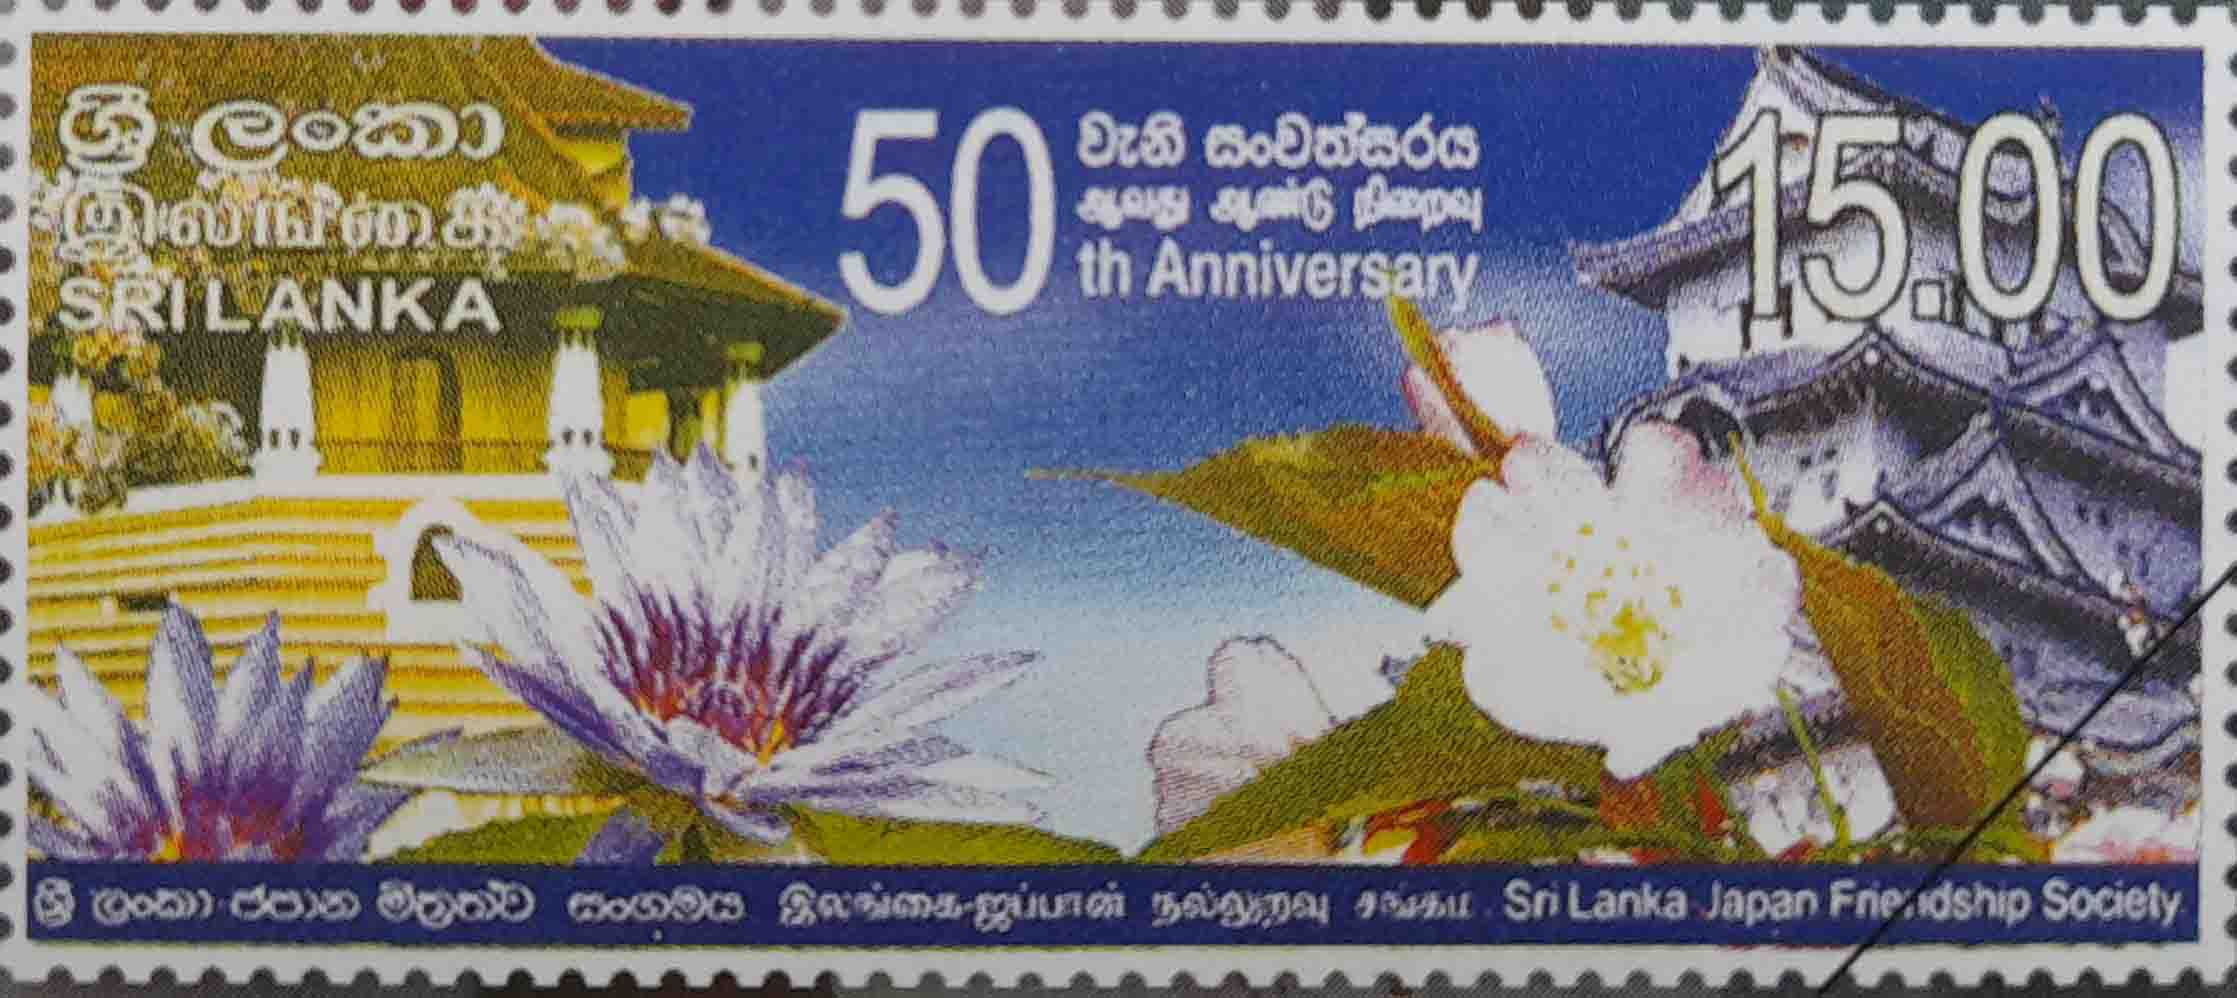 ශ්‍රී ලංකා
இலங்கை
SRI LANKA
50
වැනි සංවත්සරය
ஆவது ஆண்டு நிறைவு
th Anniversary
15.00
ශ්‍රී ලංකා ජපාන මිත්‍රත්ව සංගමය இலங்கை-ஜப்பான் நல்லுறவு சங்கம் Sri Lanka Japan Friendship Society